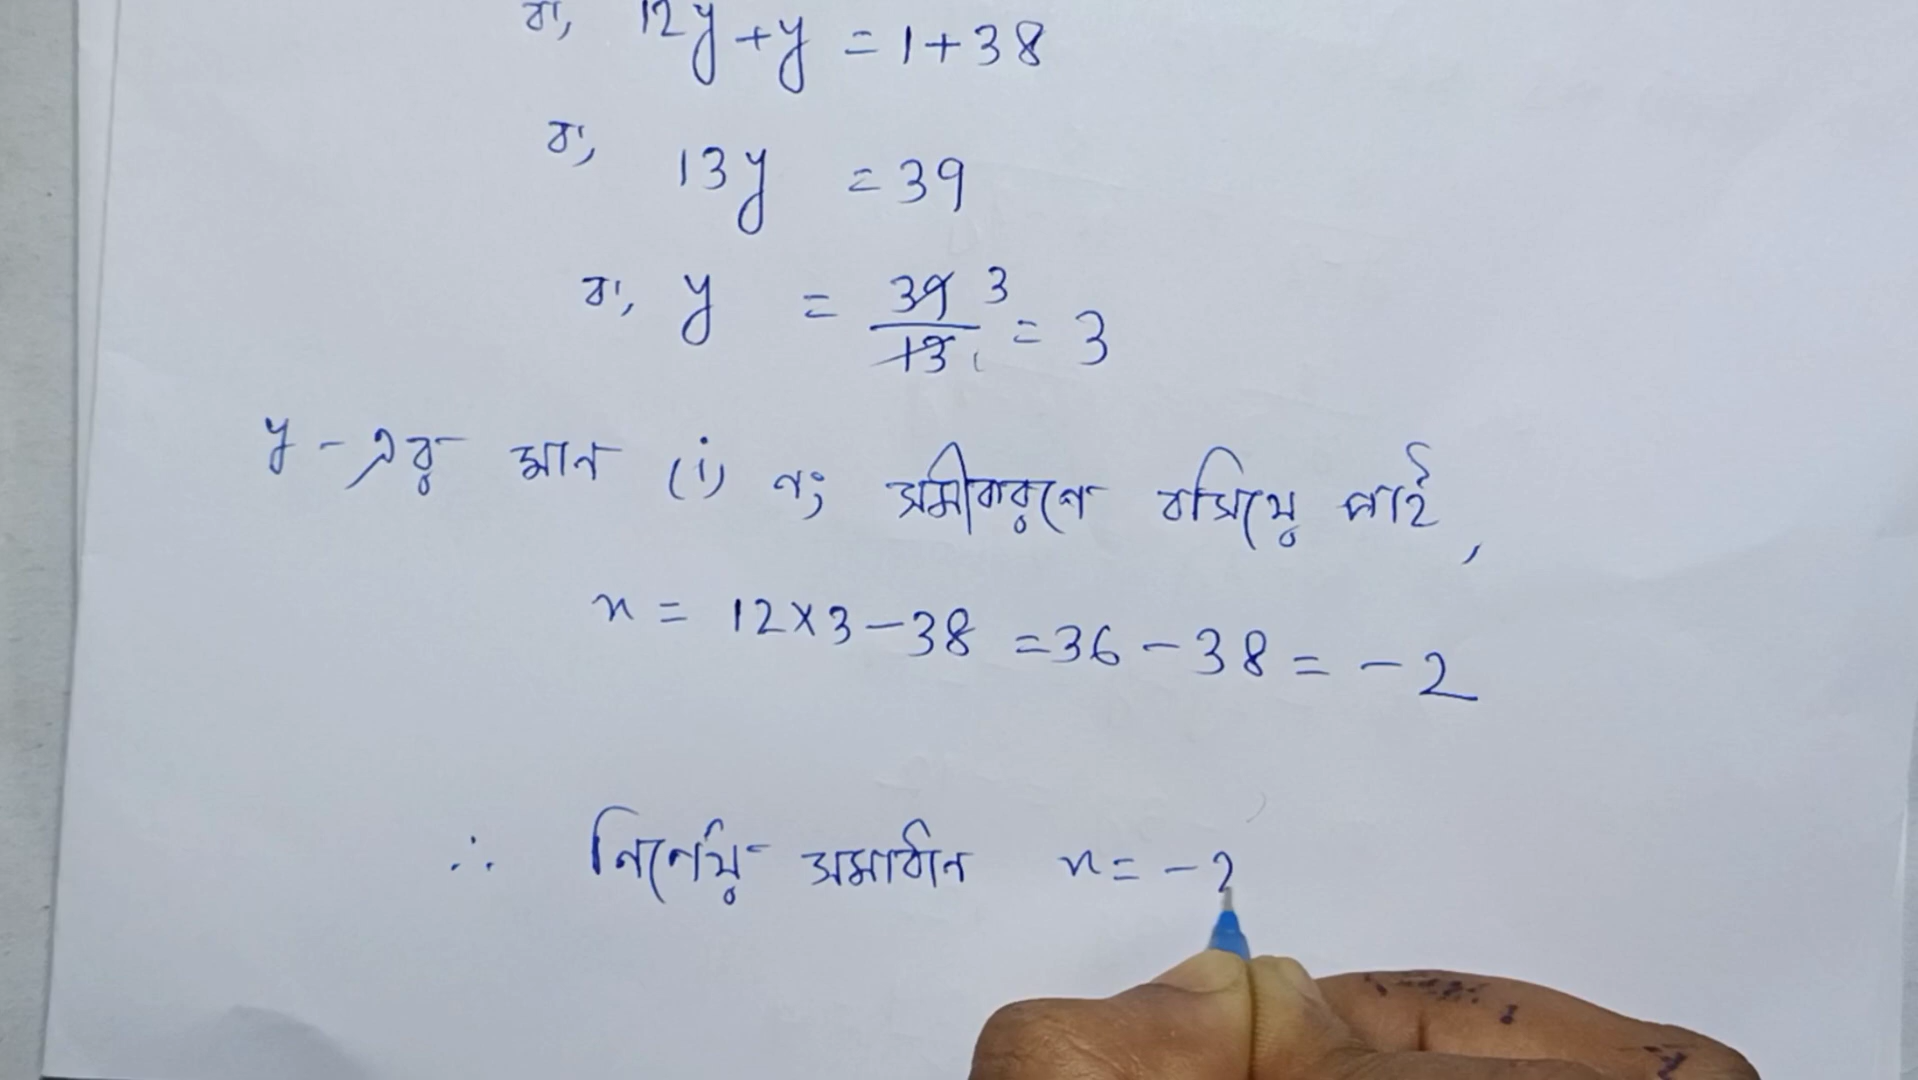 বা, 12y + y = 1 + 38
বা, 13y = 39
বা, y = 39/13 = 3
y - এর মান (i) নং সমীকরণে বসিয়ে পাই,
x = 12 × 3 - 38 = 36 - 38 = - 2
∴ নির্ণেয় সমাধান x = - 2